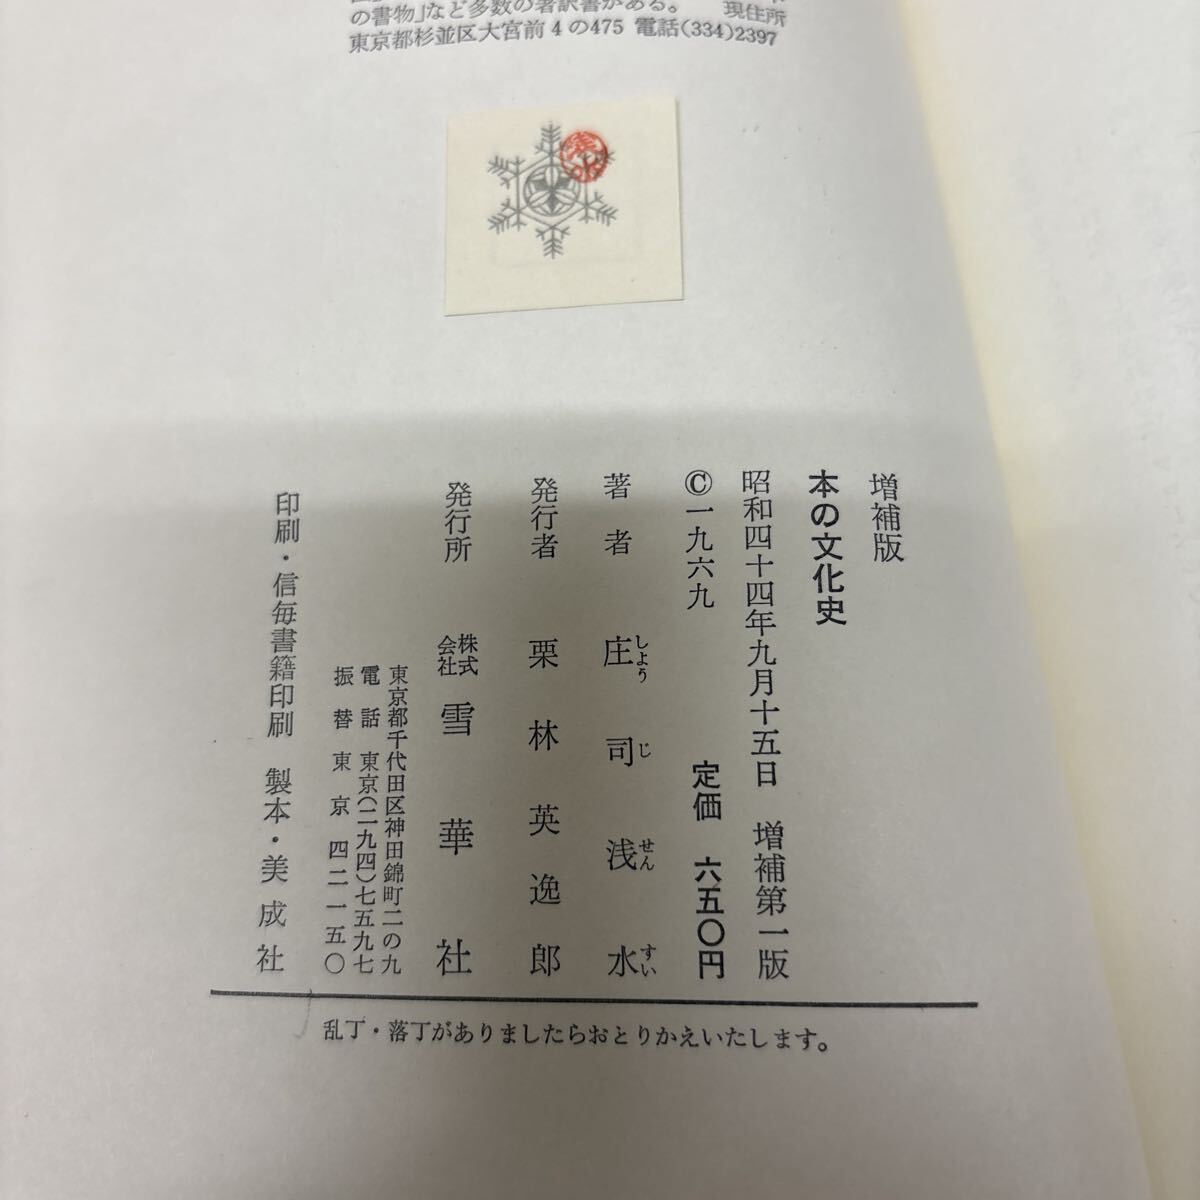 の書物」など多数の著訳書がある。 現住所
東京都杉並区大宮前4の475 電話(334)2397
増補版
本の文化史
昭和四十四年九月十五日 増補第一版
©一九六九 定価 六五〇円
著者 庄司浅水
しょう じ せん すい
発行者 栗林英逸郎
発行所 株式会社 雪華社
東京都千代田区神田錦町二の九
電話 東京(二九四)七五九七
振替東京 四二一五〇
印刷・信毎書籍印刷 製本・美成社
乱丁・落丁がありましたらおとりかえいたします。